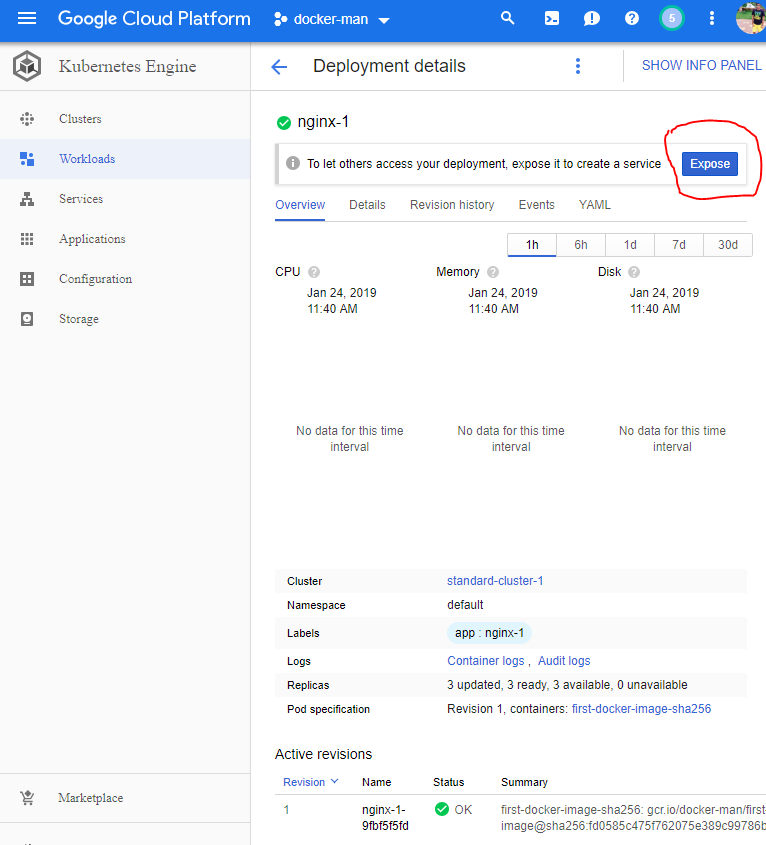 Google Cloud Platform
docker-man
5
Kubernetes Engine
Deployment details
SHOW INFO PANEL
Clusters
Workloads
Services
Applications
Configuration
Storage
Marketplace
nginx-1
To let others access your deployment, expose it to create a service
Expose
Overview Details Revision history Events YAML
1h 6h 1d 7d 30d
CPU Memory Disk
Jan 24, 2019 Jan 24, 2019 Jan 24, 2019
11:40 AM 11:40 AM 11:40 AM
No data for this time No data for this time No data for this time
interval interval interval
Cluster standard-cluster-1
Namespace default
Labels app : nginx-1
Logs Container logs , Audit logs
Replicas 3 updated, 3 ready, 3 available, 0 unavailable
Pod specification Revision 1, containers: first-docker-image-sha256
Active revisions
Revision Name Status Summary
1 nginx-1- OK first-docker-image-sha256: gcr.io/docker-man/first-
9fbf5f5fd image@sha256:fd0585c475f762075e389c99786b